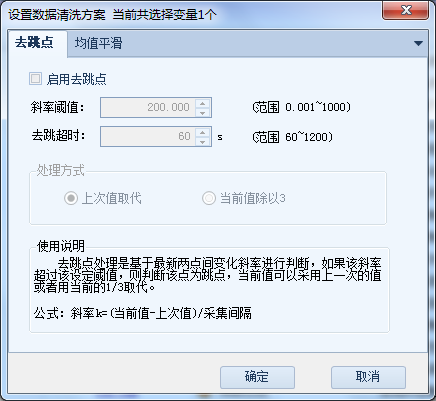 设置数据清洗方案 当前共选择变量1个
去跳点 均值平滑
启用去跳点
斜率阈值： 200.000 (范围 0.001~1000)
去跳超时： 60 s (范围 60~1200)
处理方式
上次值取代 当前值除以3
使用说明
去跳点处理是基于最新两点间变化斜率进行判断，如果该斜率
超过该设定阈值，则判断该点为跳点，当前值可以采用上一次的值
或者用当前的1/3取代。
公式：斜率k=(当前值-上次值)/采集间隔
确定 取消